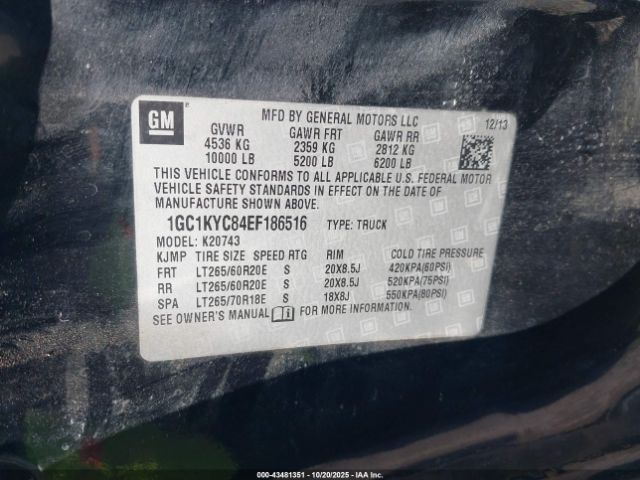 GM
MFD BY GENERAL MOTORS LLC
12/13
GVWR GAWR FRT GAWR RR
4536 KG 2359 KG 2812 KG
10000 LB 5200 LB 6200 LB
THIS VEHICLE CONFORMS TO ALL APPLICABLE U.S. FEDERAL MOTOR
VEHICLE SAFETY STANDARDS IN EFFECT ON THE DATE OF
MANUFACTURE SHOWN ABOVE.
1GC1KYC84EF186516 TYPE: TRUCK
MODEL: K20743
KJMP TIRE SIZE SPEED RTG RIM COLD TIRE PRESSURE
FRT LT265/60R20E S 20X8.5J 420KPA(60PSI)
RR LT265/60R20E S 20X8.5J 520KPA(75PSI)
SPA LT265/70R18E S 18X8J 550KPA(80PSI)
SEE OWNER'S MANUAL FOR MORE INFORMATION.
000-43481351 - 10/20/2025 - IAA Holdings, LLC.